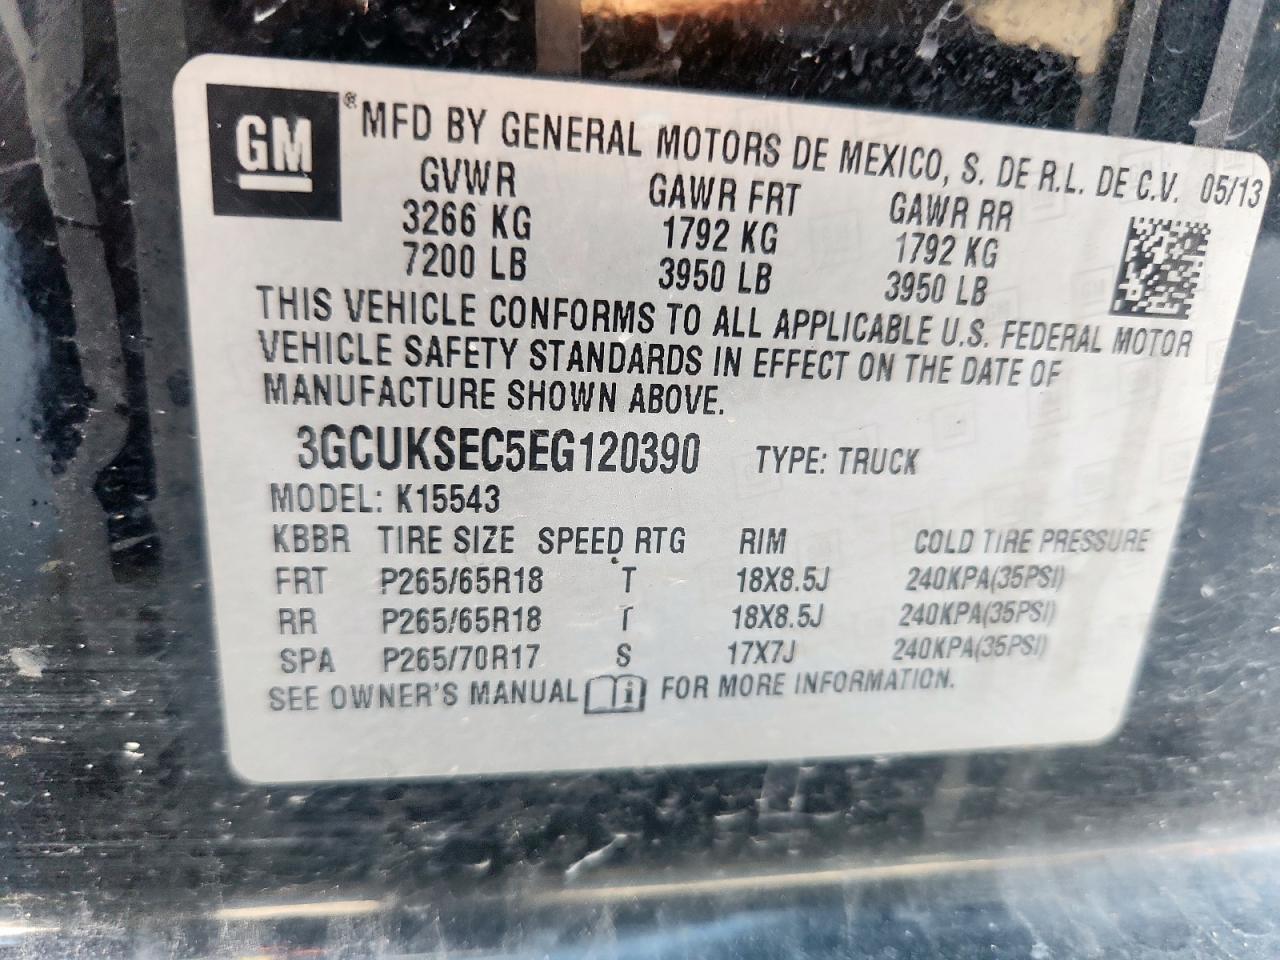 GM® MFD BY GENERAL MOTORS DE MEXICO, S. DE R.L. DE C.V. 05/13
GVWR GAWR FRT GAWR RR
3266 KG 1792 KG 1792 KG
7200 LB 3950 LB 3950 LB
THIS VEHICLE CONFORMS TO ALL APPLICABLE U.S. FEDERAL MOTOR
VEHICLE SAFETY STANDARDS IN EFFECT ON THE DATE OF
MANUFACTURE SHOWN ABOVE.
3GCUKSEC5EG120390 TYPE: TRUCK
MODEL: K15543
KBBR TIRE SIZE SPEED RTG RIM COLD TIRE PRESSURE
FRT P265/65R18 T 18X8.5J 240KPA(35PSI)
RR P265/65R18 T 18X8.5J 240KPA(35PSI)
SPA P265/70R17 S 17X7J 240KPA(35PSI)
SEE OWNER'S MANUAL FOR MORE INFORMATION.